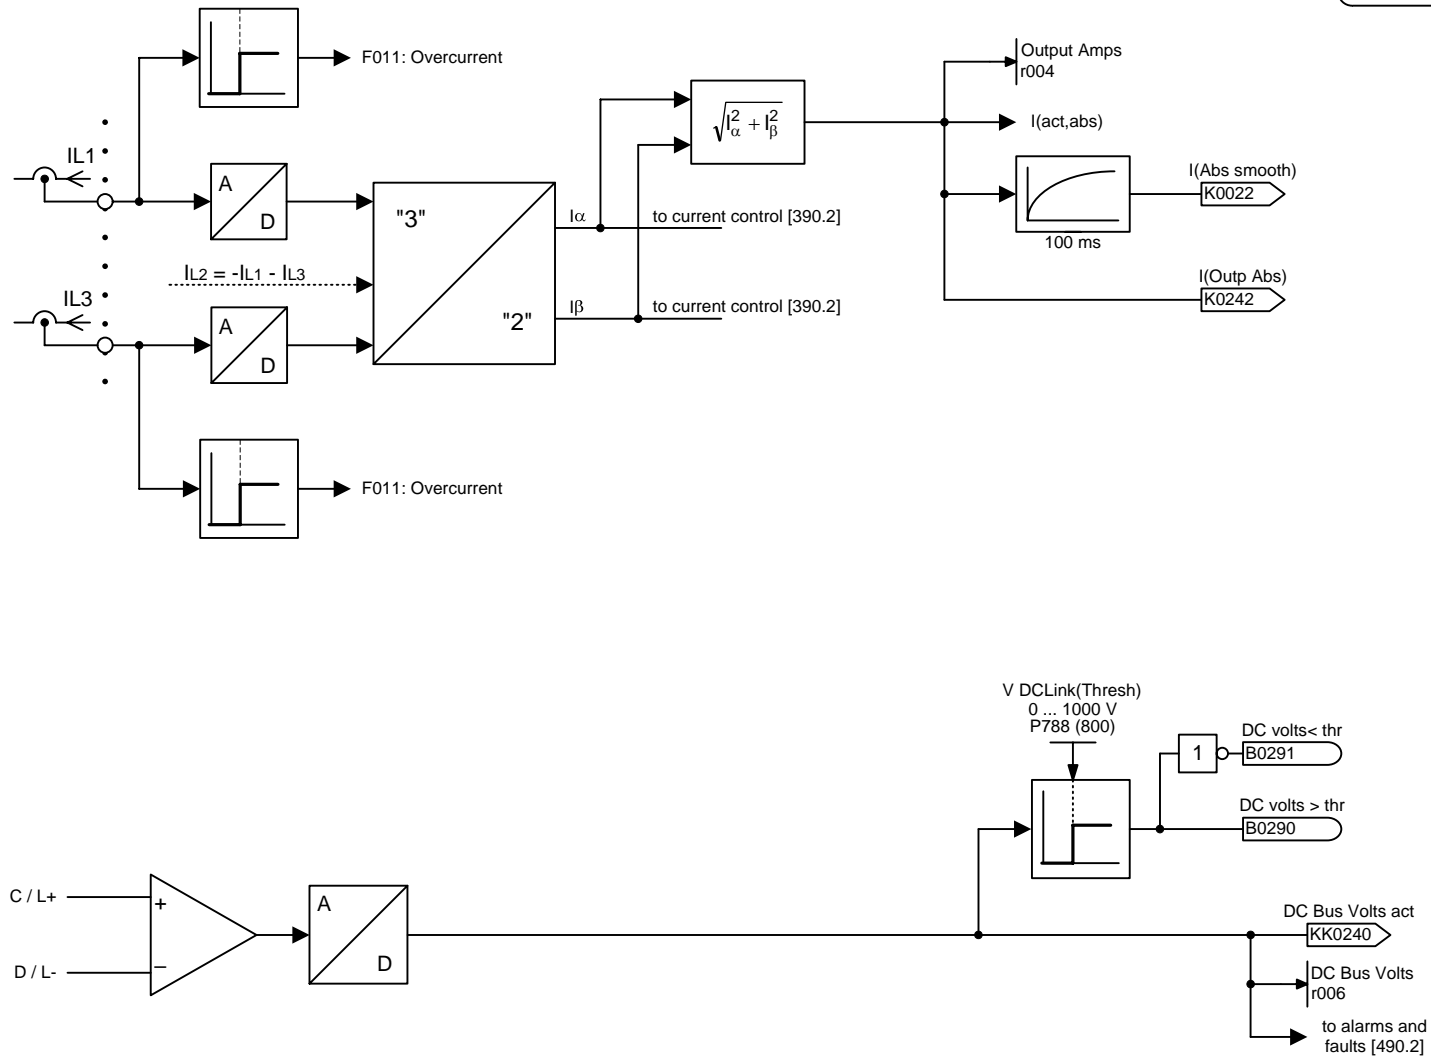 F011: Overcurrent
Output Amps
r004
√I²α + I²β
I(act,abs)
IL1
A
D
"3"
I(Abs smooth)
K0022
100 ms
Iα
to current control [390.2]
IL2 = -IL1 - IL3
I(Outp Abs)
K0242
IL3
A
D
"2"
Iβ
to current control [390.2]
F011: Overcurrent
V DCLink(Thresh)
0 ... 1000 V
P788 (800)
1
DC volts< thr
B0291
DC volts > thr
B0290
C / L+
+
D / L-
–
A
D
DC Bus Volts act
KK0240
DC Bus Volts
r006
to alarms and
faults [490.2]